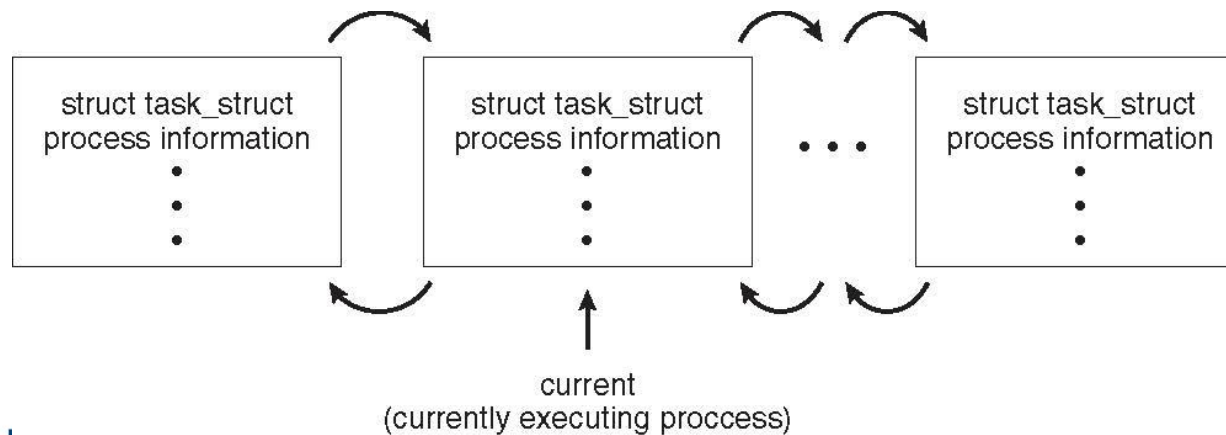 struct task_struct
process information
struct task_struct
process information
struct task_struct
process information
current
(currently executing proccess)